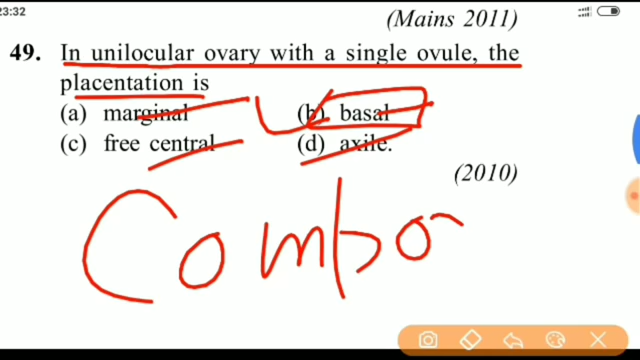 23:32
(Mains 2011)
49. In unilocular ovary with a single ovule, the
placentation is
(a) marginal (b) basal
(c) free central (d) axile.
(2010)
Combo